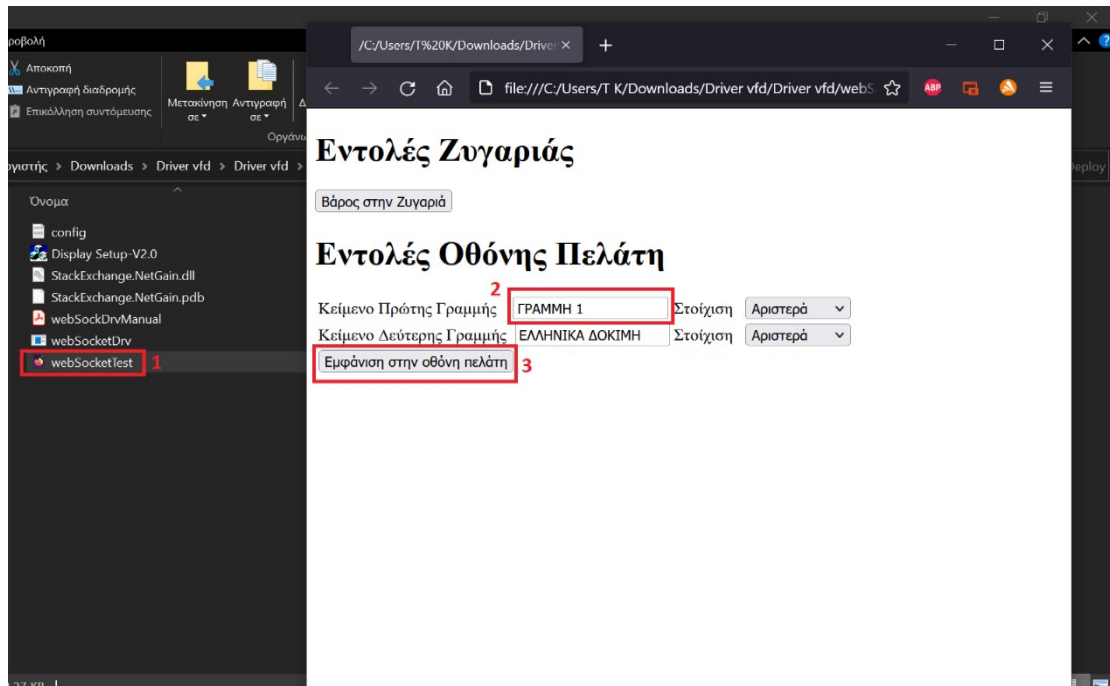 ροβολή
Αποκοπή
Αντιγραφή διαδρομής
Επικόλληση συντόμευσης
Μετακίνηση Αντιγραφή
σε σε
Οργάνω
ογιστής > Downloads > Driver vfd > Driver vfd >
Όνομα
config
Display Setup-V2.0
StackExchange.NetGain.dll
StackExchange.NetGain.pdb
webSockDrvManual
webSocketDrv
webSocketTest 1
/C:/Users/T%20K/Downloads/Driver
file:///C:/Users/T K/Downloads/Driver vfd/Driver vfd/webS
ABP
Deploy
Εντολές Ζυγαριάς
Βάρος στην Ζυγαριά
Εντολές Οθόνης Πελάτη
2
Κείμενο Πρώτης Γραμμής ΓΡΑΜΜΗ 1 Στοίχιση Αριστερά
Κείμενο Δεύτερης Γραμμής ΕΛΛΗΝΙΚΑ ΔΟΚΙΜΗ Στοίχιση Αριστερά
Εμφάνιση στην οθόνη πελάτη 3